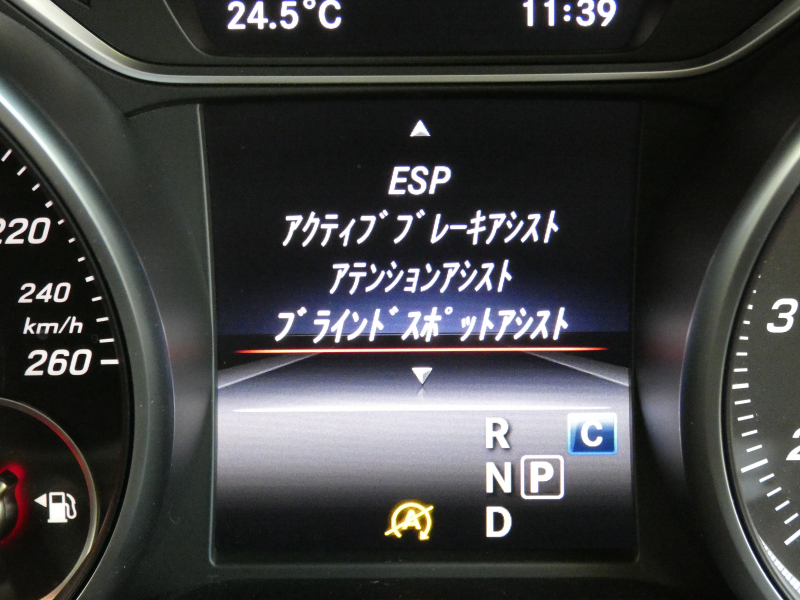 24.5°C 11:39
ESP
アクティブブレーキアシスト
アテンションアシスト
ブラインドスポットアシスト
220
240
km/h
260
R C
N P
D
A
3
2